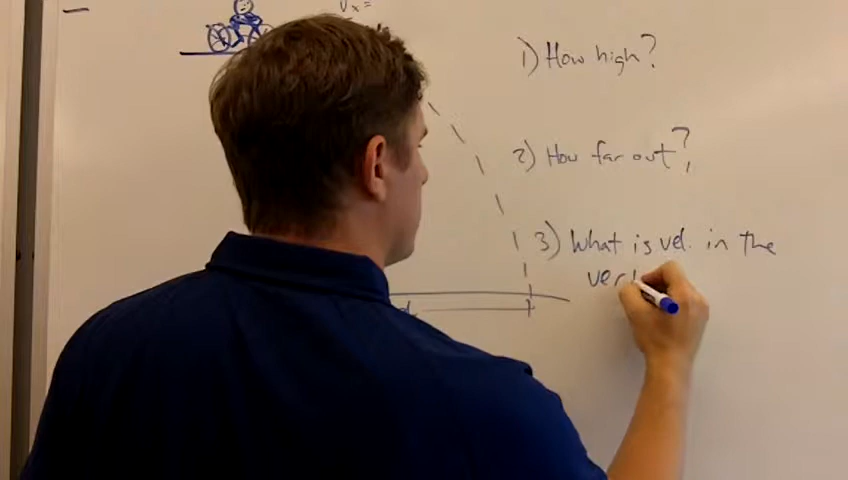 Vx =
1) How high?
2) How far out?
3) What is vel. in the
ver
d